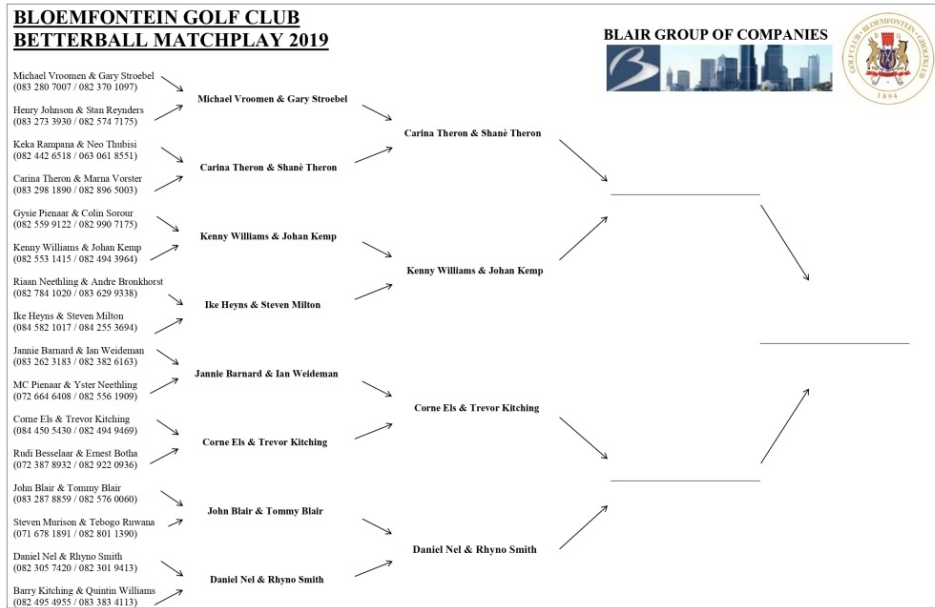 BLOEMFONTEIN GOLF CLUB
BETTERBALL MATCHPLAY 2019
BLAIR GROUP OF COMPANIES
GOLF CLUB • BLOEMFONTEIN • GHOLFKLUB
B G
1894
Michael Vroomen & Gary Stroebel
(083 280 7007 / 082 370 1097)
Henry Johnson & Stan Reynders
(083 273 3930 / 082 574 7175)
Keka Rampana & Neo Thubisi
(082 442 6518 / 063 061 8551)
Carina Theron & Marna Vorster
(083 298 1890 / 082 896 5003)
Gysie Pienaar & Colin Sorour
(082 559 9122 / 082 990 7175)
Kenny Williams & Johan Kemp
(082 553 1415 / 082 494 3964)
Riaan Neethling & Andre Bronkhorst
(082 784 1020 / 083 629 9338)
Ike Heyns & Steven Milton
(084 582 1017 / 084 255 3694)
Jannie Barnard & Ian Weideman
(083 262 3183 / 082 382 6163)
MC Pienaar & Yster Neethling
(072 664 6408 / 082 556 1909)
Corne Els & Trevor Kitching
(084 450 5430 / 082 494 9469)
Rudi Besselaar & Ernest Botha
(072 387 8932 / 082 922 0936)
John Blair & Tommy Blair
(083 287 8859 / 082 576 0060)
Steven Murison & Tebogo Ruwana
(071 678 1891 / 082 801 1390)
Daniel Nel & Rhyno Smith
(082 305 7420 / 082 301 9413)
Barry Kitching & Quintin Williams
(082 495 4955 / 083 383 4113)
Michael Vroomen & Gary Stroebel
Carina Theron & Shanè Theron
Kenny Williams & Johan Kemp
Ike Heyns & Steven Milton
Jannie Barnard & Ian Weideman
Corne Els & Trevor Kitching
John Blair & Tommy Blair
Daniel Nel & Rhyno Smith
Carina Theron & Shanè Theron
Kenny Williams & Johan Kemp
Corne Els & Trevor Kitching
Daniel Nel & Rhyno Smith